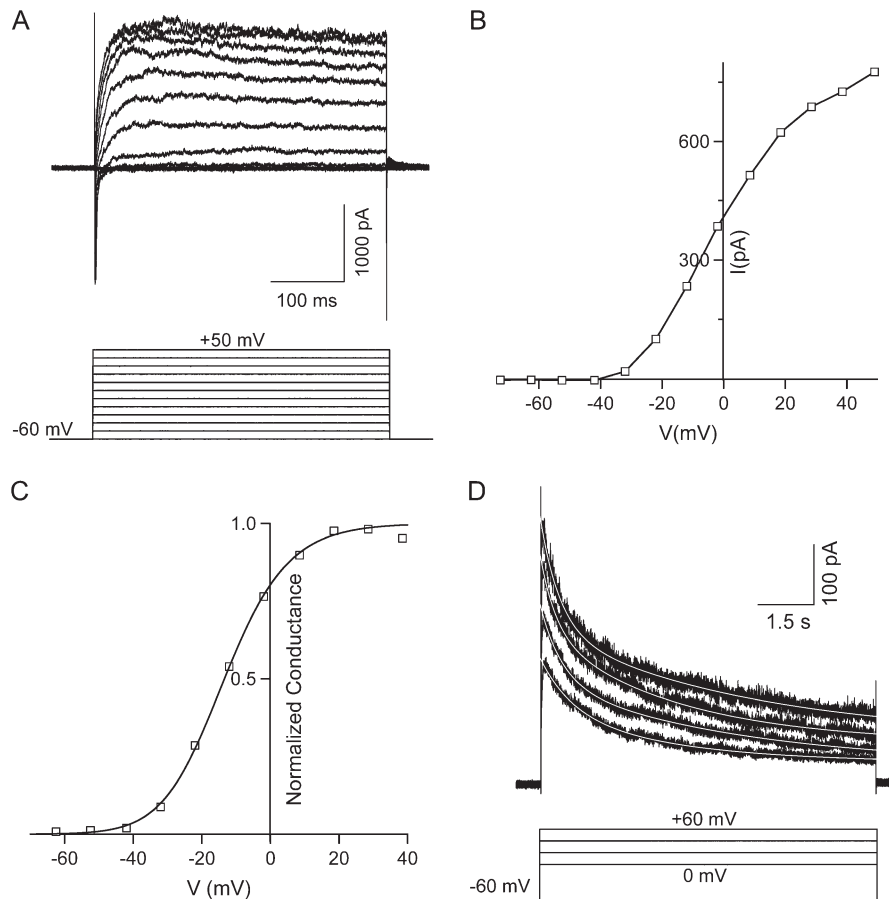 A
1000 pA
100 ms
+50 mV
-60 mV
B
600
300
I(pA)
-60
-40
-20
0
20
40
V(mV)
C
1.0
0.5
Normalized Conductance
-60
-40
-20
0
20
40
V (mV)
D
100 pA
1.5 s
+60 mV
0 mV
-60 mV